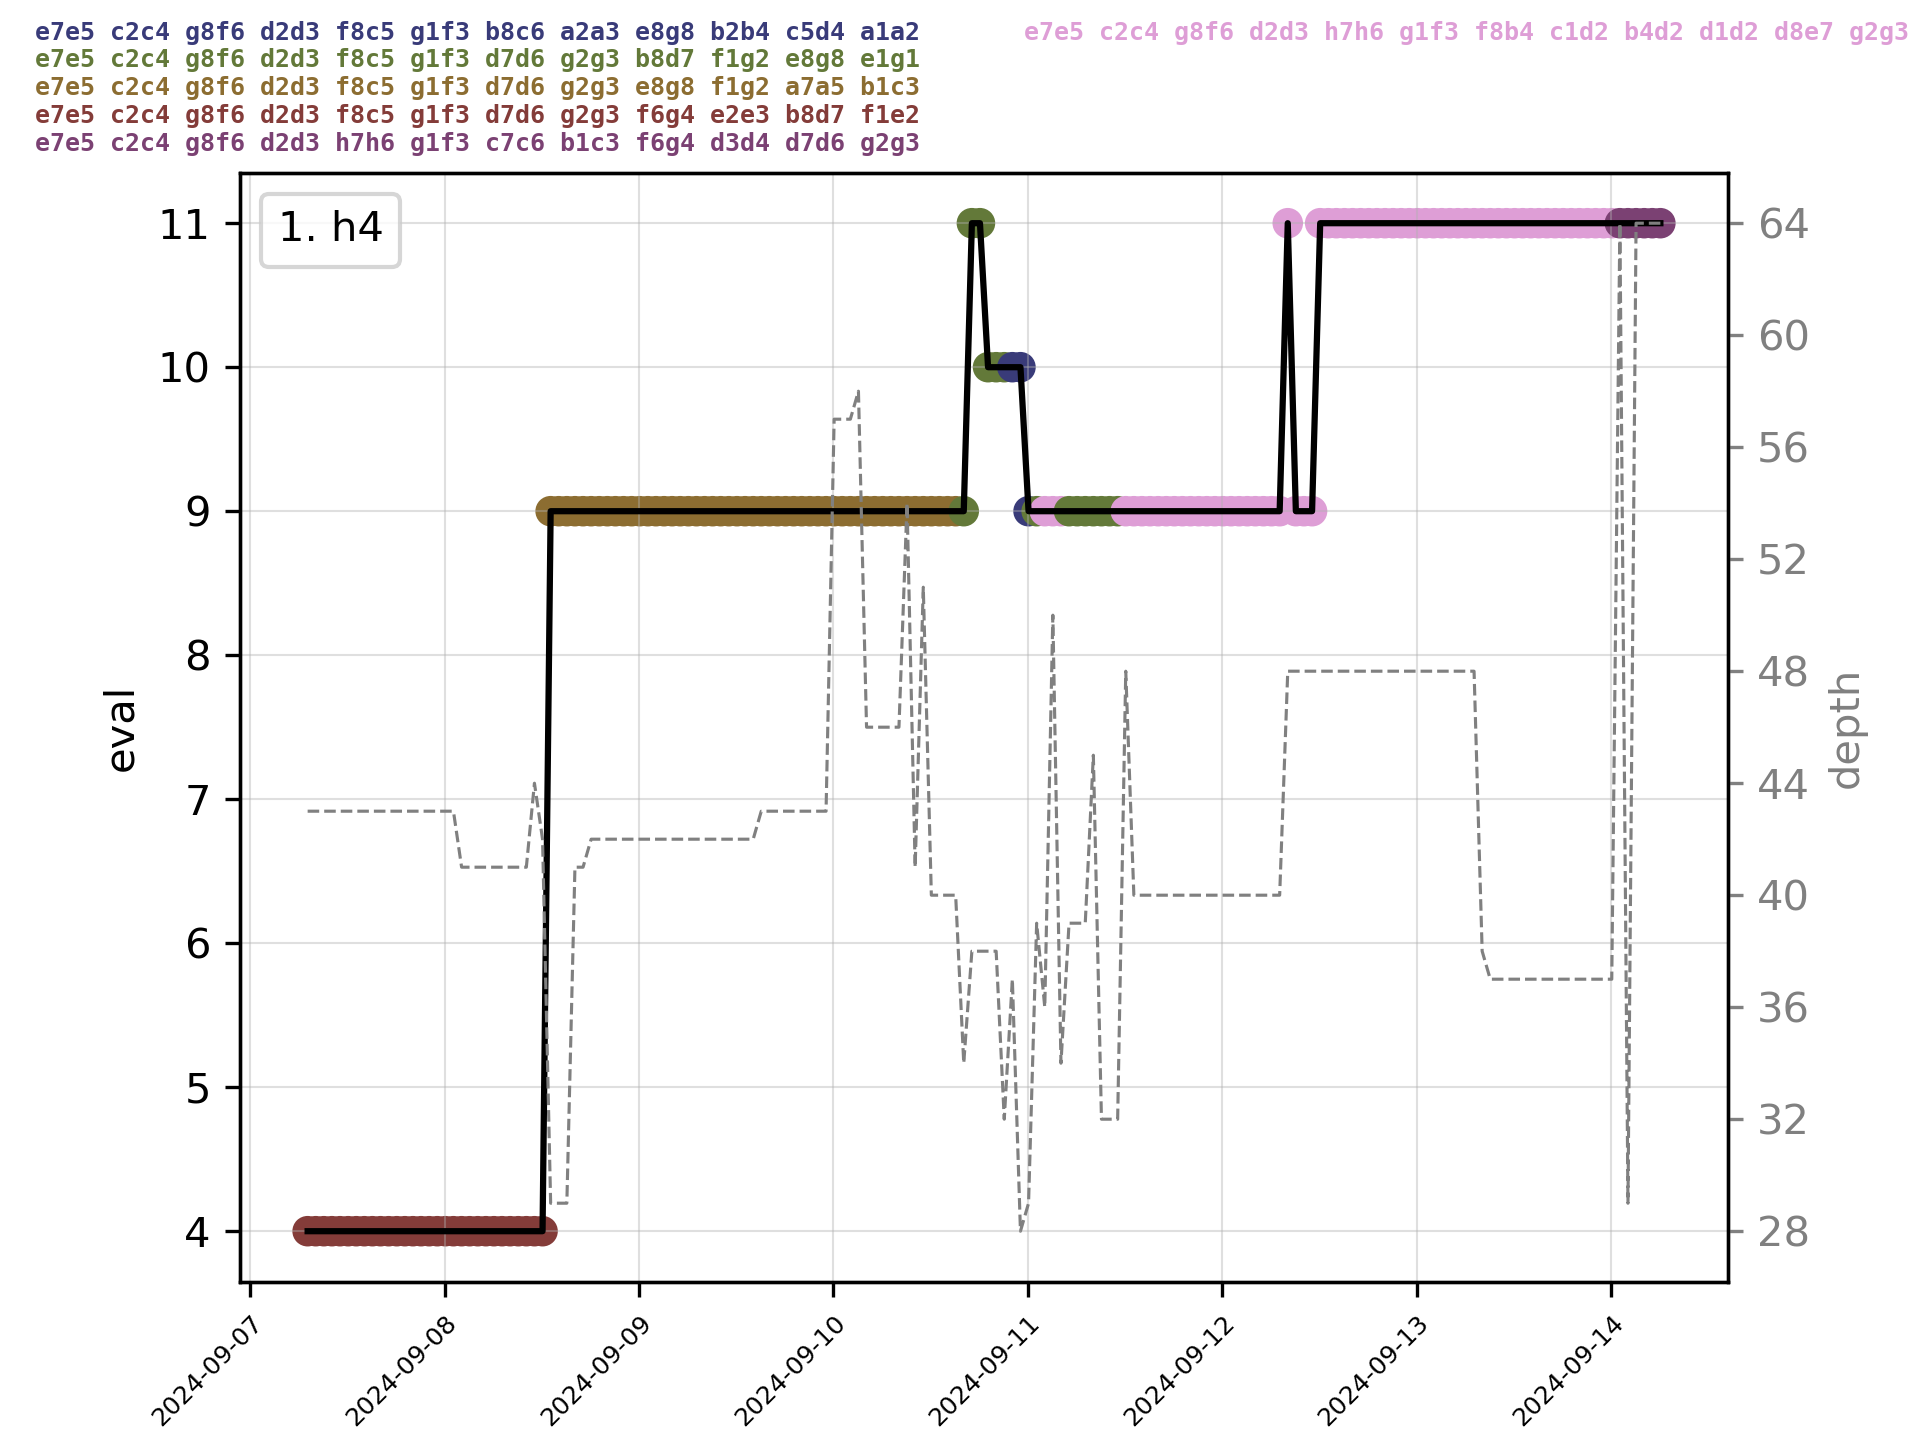 e7e5 c2c4 g8f6 d2d3 f8c5 g1f3 b8c6 a2a3 e8g8 b2b4 c5d4 a1a2
e7e5 c2c4 g8f6 d2d3 f8c5 g1f3 d7d6 g2g3 b8d7 f1g2 e8g8 e1g1
e7e5 c2c4 g8f6 d2d3 f8c5 g1f3 d7d6 g2g3 e8g8 f1g2 a7a5 b1c3
e7e5 c2c4 g8f6 d2d3 f8c5 g1f3 d7d6 g2g3 f6g4 e2e3 b8d7 f1e2
e7e5 c2c4 g8f6 d2d3 h7h6 g1f3 c7c6 b1c3 f6g4 d3d4 d7d6 g2g3
e7e5 c2c4 g8f6 d2d3 h7h6 g1f3 f8b4 c1d2 b4d2 d1d2 d8e7 g2g3
1. h4
eval
11
10
9
8
7
6
5
4
64
60
56
52
48
44
40
36
32
28
depth
2024-09-07
2024-09-08
2024-09-09
2024-09-10
2024-09-11
2024-09-12
2024-09-13
2024-09-14